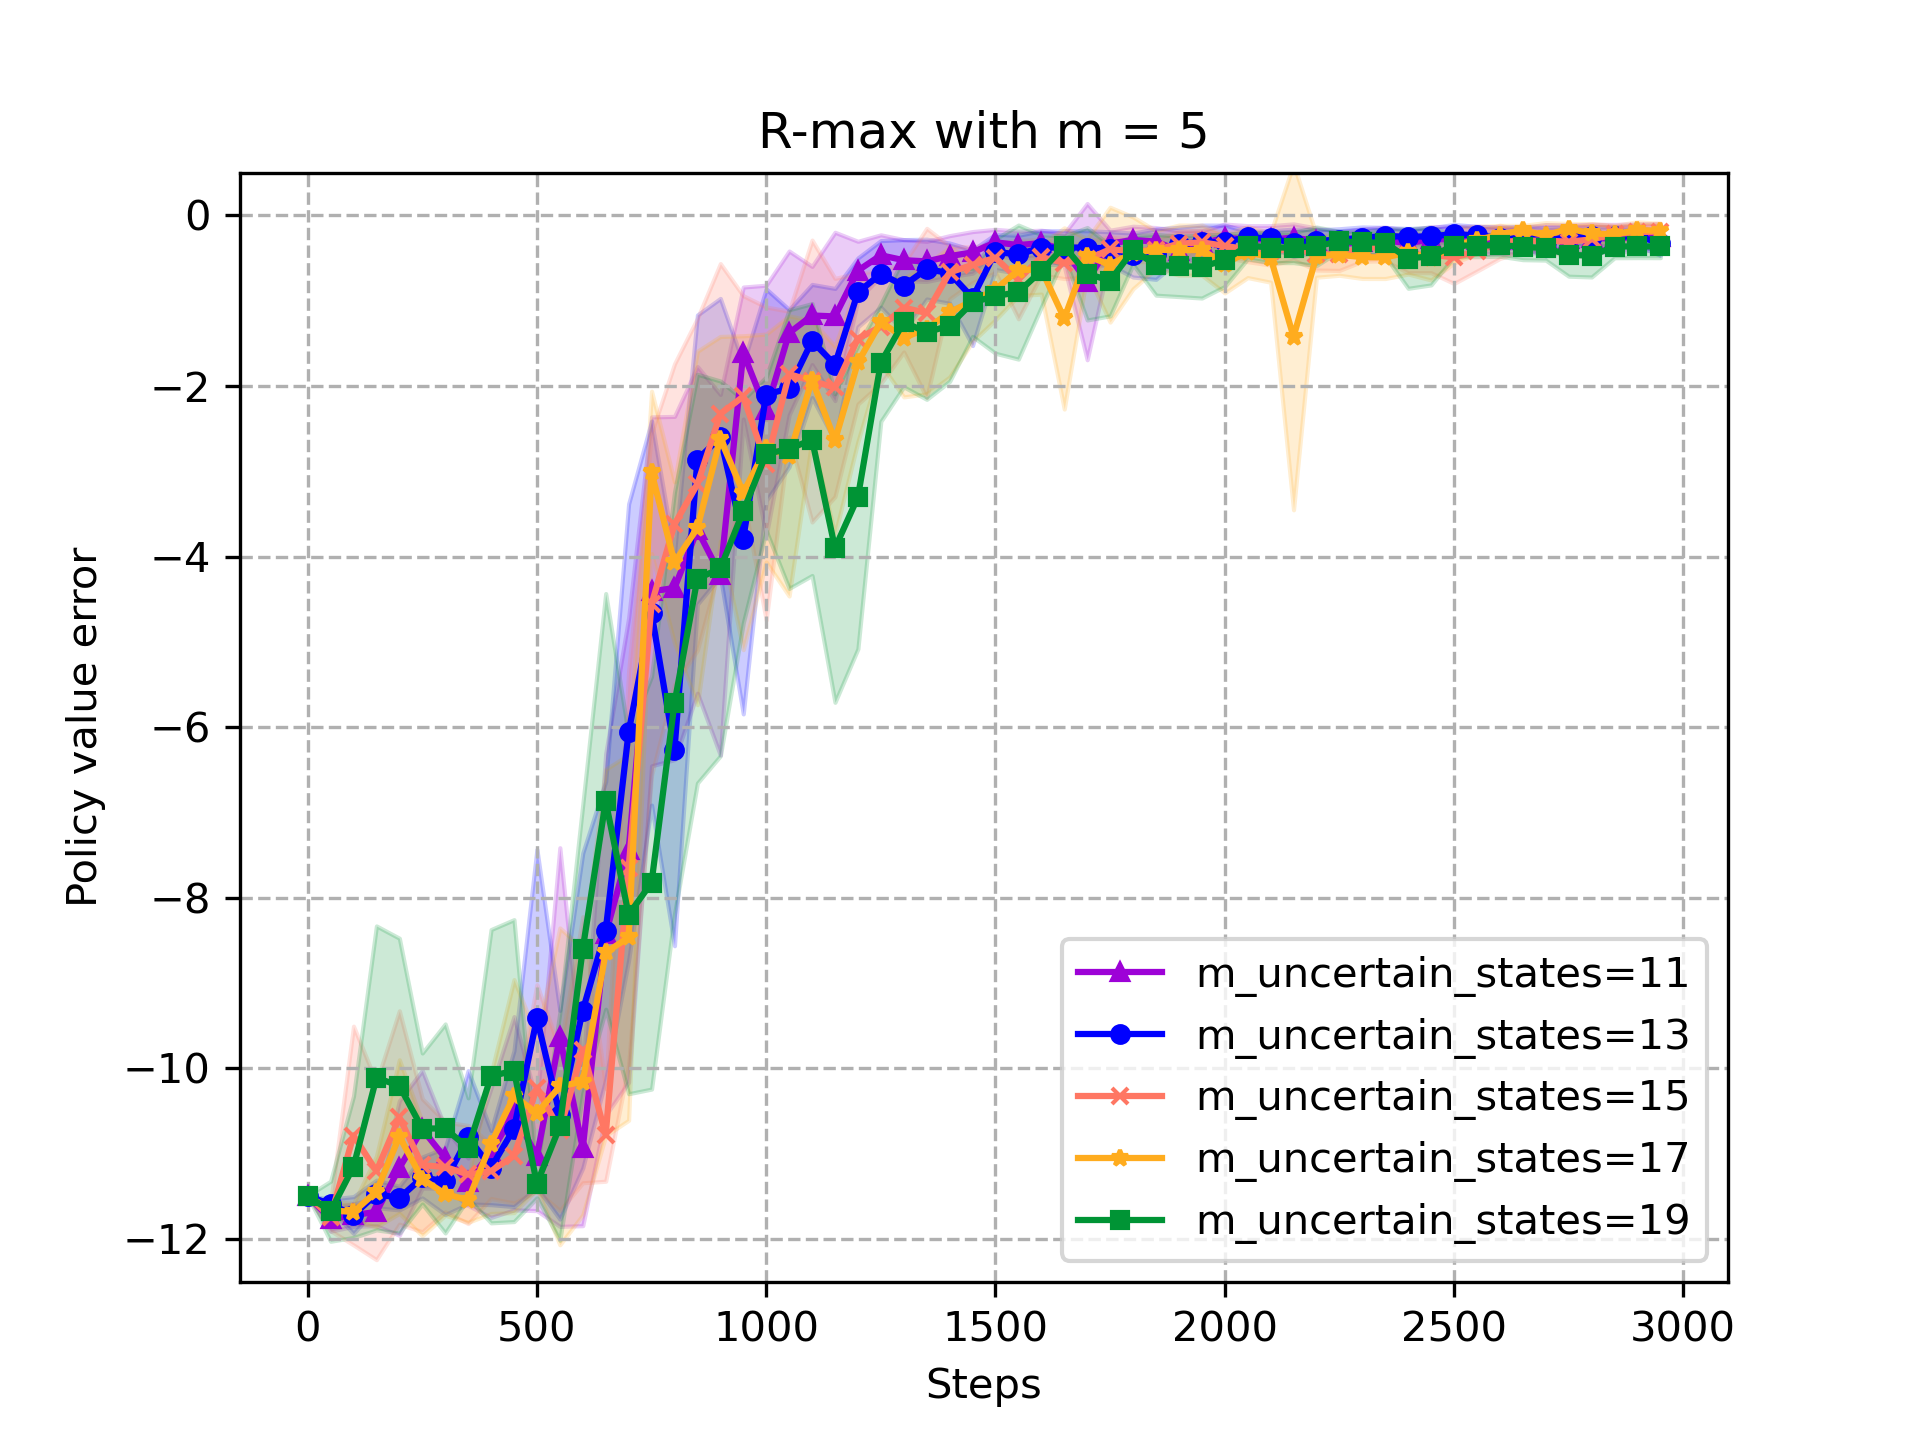 R-max with m = 5
Policy value error
0
−2
−4
−6
−8
−10
−12
m_uncertain_states=11
m_uncertain_states=13
m_uncertain_states=15
m_uncertain_states=17
m_uncertain_states=19
0 500 1000 1500 2000 2500 3000
Steps